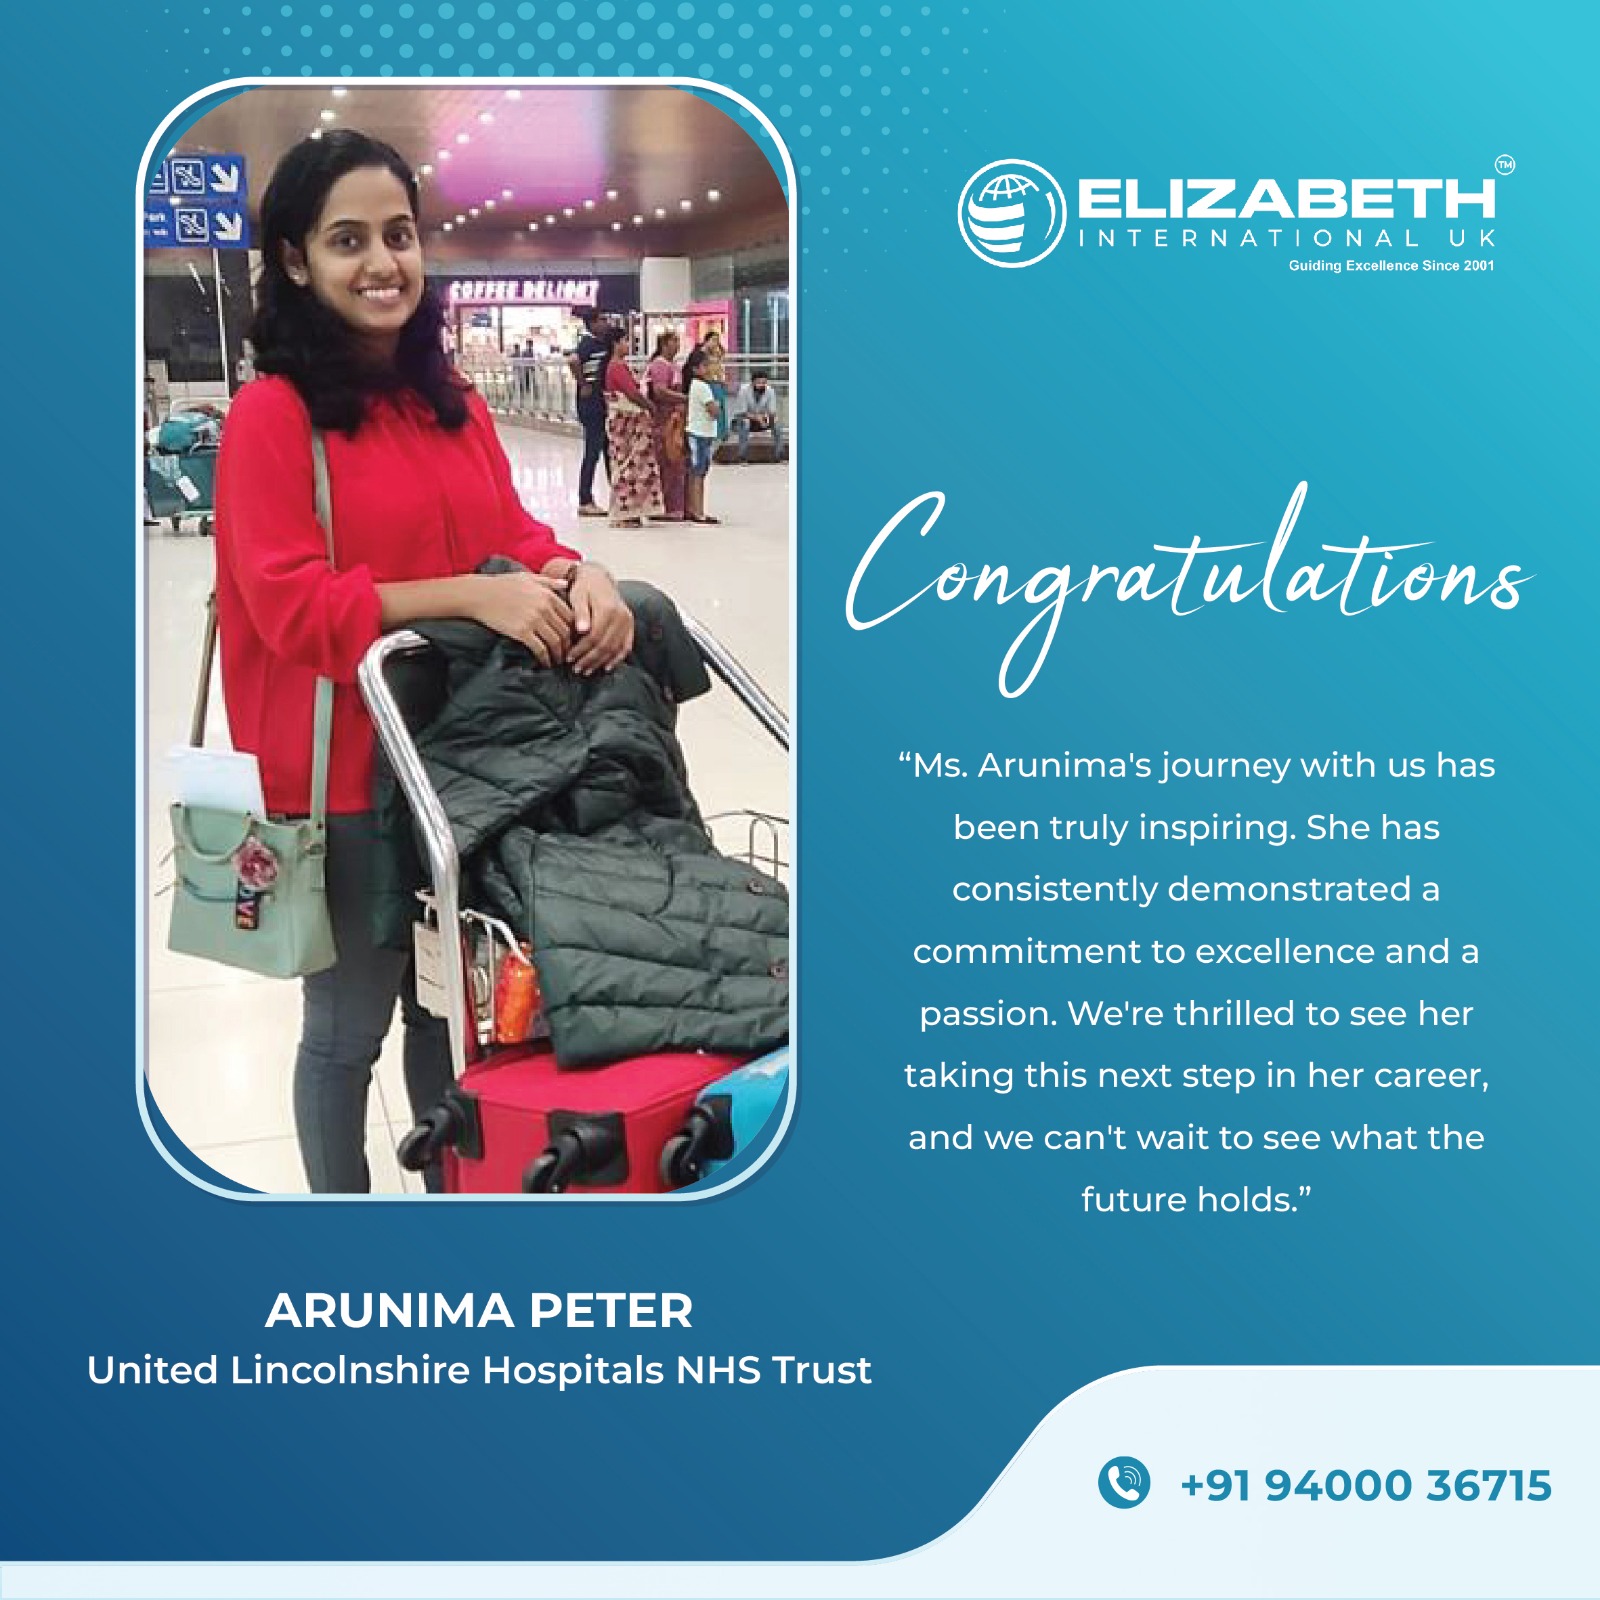 Park
COFFEE DELIGHT
LOVE
ELIZABETH
TM
INTERNATIONAL UK
Guiding Excellence Since 2001
Congratulations
“Ms. Arunima's journey with us has
been truly inspiring. She has
consistently demonstrated a
commitment to excellence and a
passion. We're thrilled to see her
taking this next step in her career,
and we can't wait to see what the
future holds.”
ARUNIMA PETER
United Lincolnshire Hospitals NHS Trust
+91 94000 36715